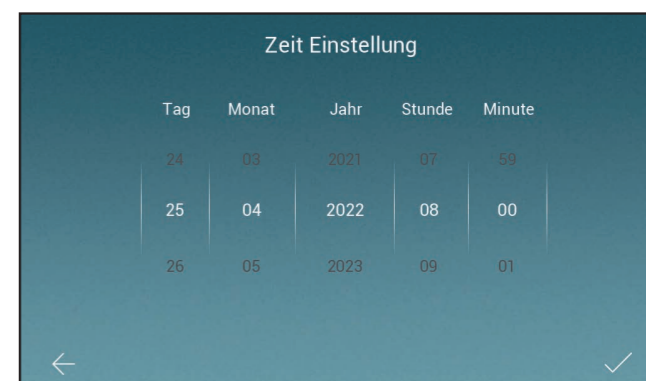 Zeit Einstellung
Tag Monat Jahr Stunde Minute
24 03 2021 07 59
25 04 2022 08 00
26 05 2023 09 01